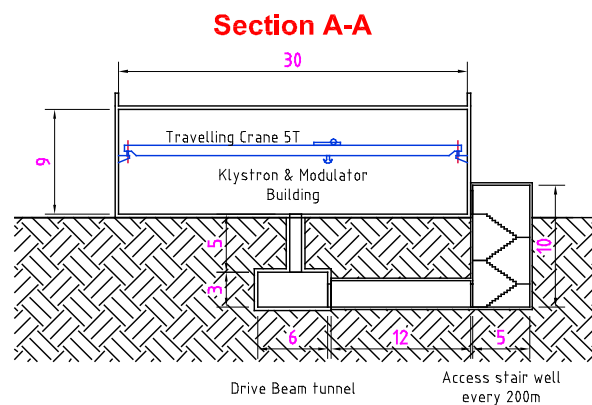 Section A-A
30
9
Travelling Crane 5T
Klystron & Modulator
Building
5
3
10
6
12
5
Drive Beam tunnel
Access stair well
every 200m